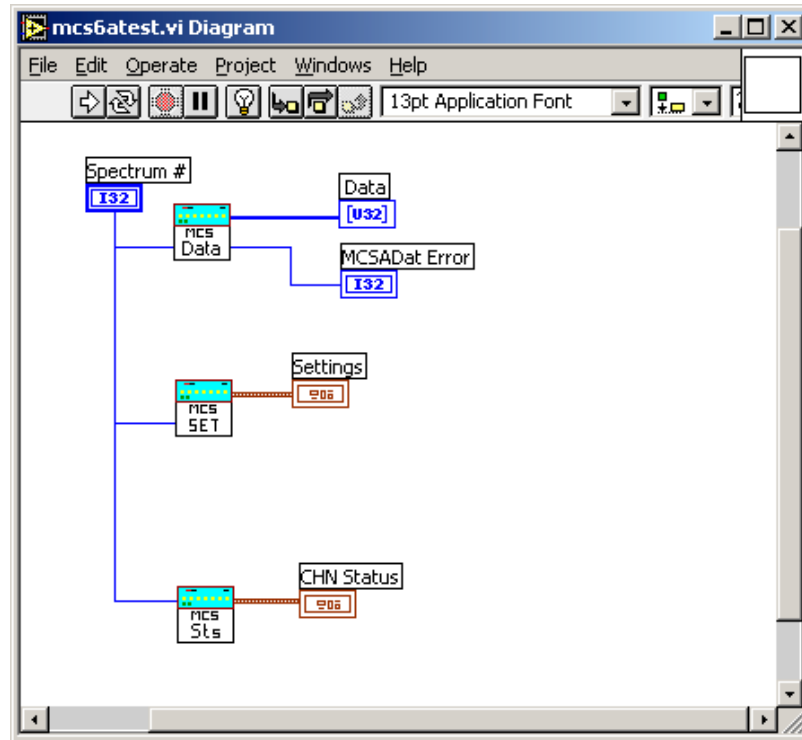 mcs6atest.vi Diagram
File Edit Operate Project Windows Help
13pt Application Font
Spectrum #
I32
MCS
Data
Data
[U32]
MCSADat Error
I32
Settings
MCS
SET
CHN Status
MCS
Sts